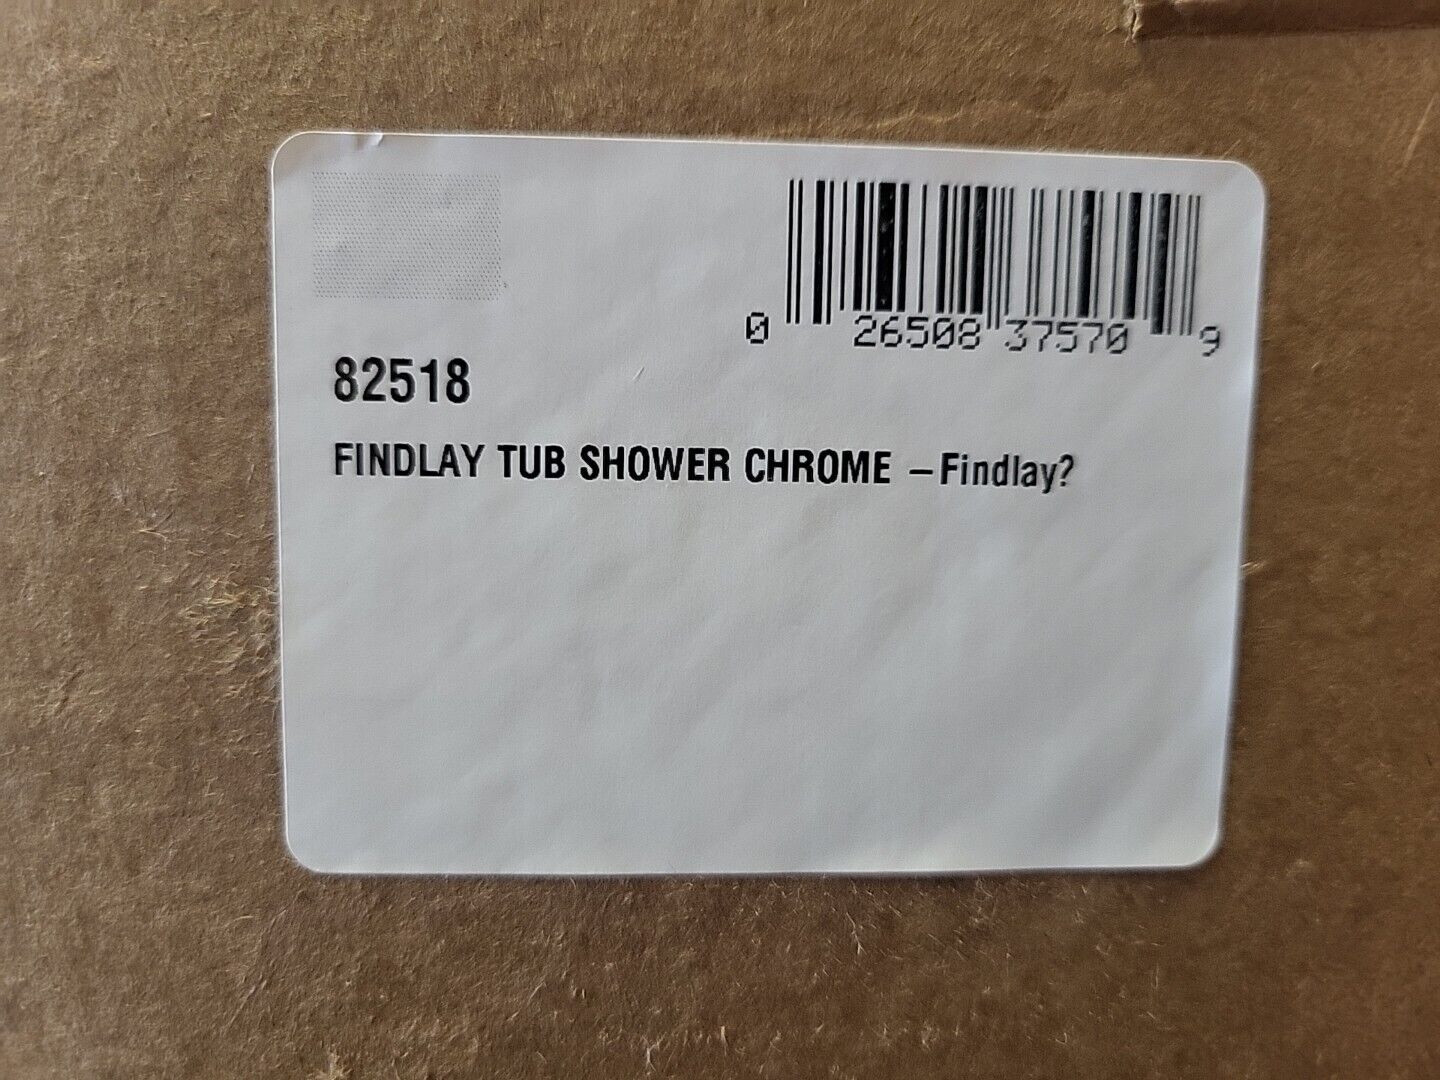 0 26508 37570 9
82518
FINDLAY TUB SHOWER CHROME –Findlay?